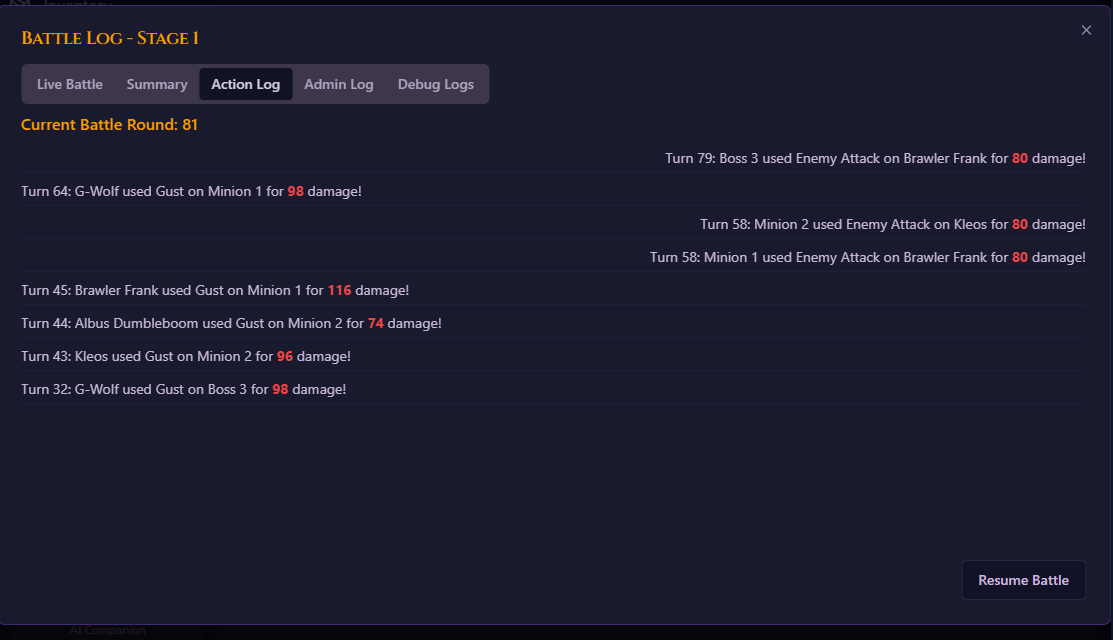 Inventory
Battle Log - Stage 1
Live Battle Summary Action Log Admin Log Debug Logs
Current Battle Round: 81
Turn 79: Boss 3 used Enemy Attack on Brawler Frank for 80 damage!
Turn 64: G-Wolf used Gust on Minion 1 for 98 damage!
Turn 58: Minion 2 used Enemy Attack on Kleos for 80 damage!
Turn 58: Minion 1 used Enemy Attack on Brawler Frank for 80 damage!
Turn 45: Brawler Frank used Gust on Minion 1 for 116 damage!
Turn 44: Albus Dumbleboom used Gust on Minion 2 for 74 damage!
Turn 43: Kleos used Gust on Minion 2 for 96 damage!
Turn 32: G-Wolf used Gust on Boss 3 for 98 damage!
Resume Battle
AI Companion